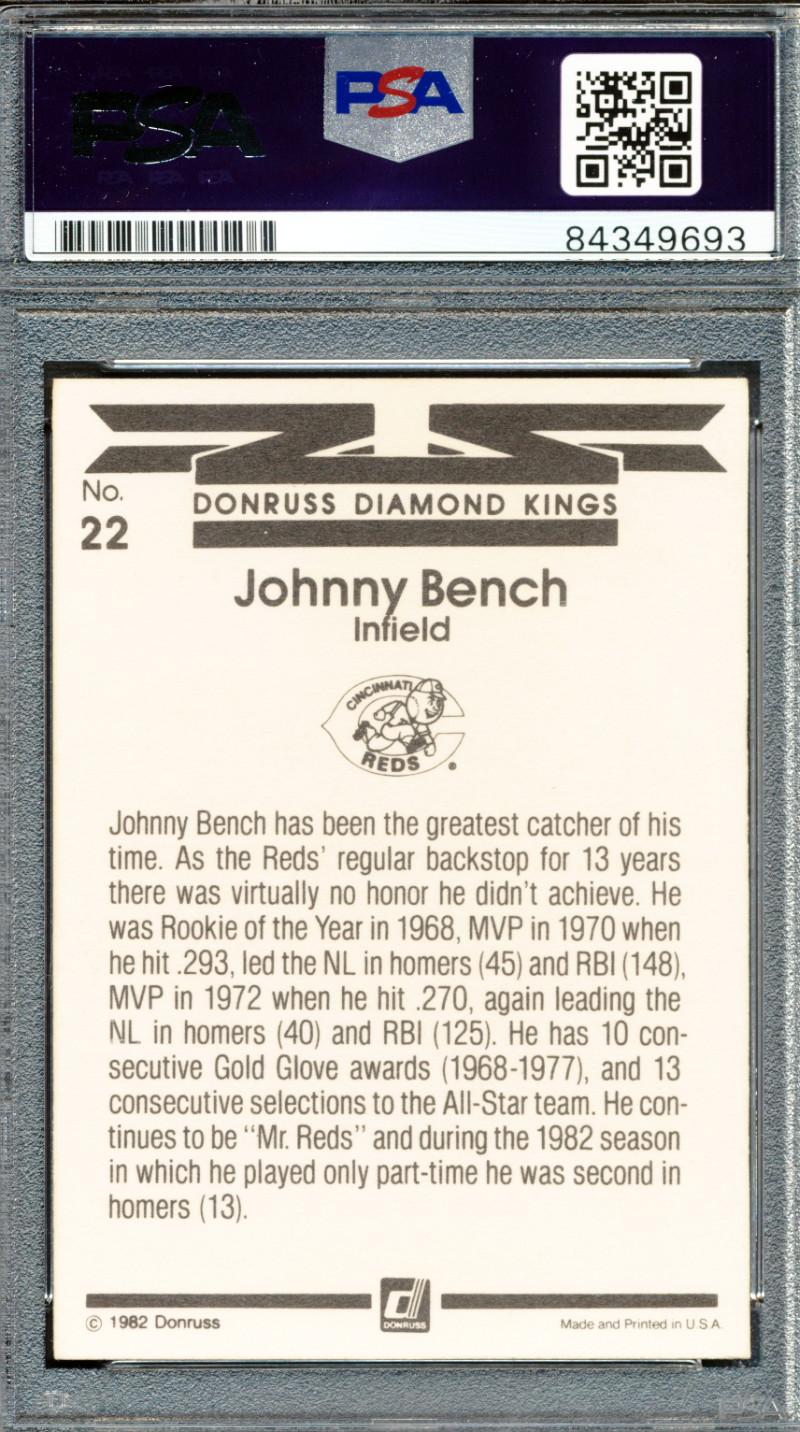 PSA
PSA
84349693
No.
22
DONRUSS DIAMOND KINGS
Johnny Bench
Infield
CINCINNATI
REDS ®
Johnny Bench has been the greatest catcher of his
time. As the Reds' regular backstop for 13 years
there was virtually no honor he didn't achieve. He
was Rookie of the Year in 1968, MVP in 1970 when
he hit .293, led the NL in homers (45) and RBI (148),
MVP in 1972 when he hit .270, again leading the
NL in homers (40) and RBI (125). He has 10 con-
secutive Gold Glove awards (1968-1977), and 13
consecutive selections to the All-Star team. He con-
tinues to be "Mr. Reds" and during the 1982 season
in which he played only part-time he was second in
homers (13).
© 1982 Donruss
d
DONRUSS
Made and Printed in U.S.A.
PSA